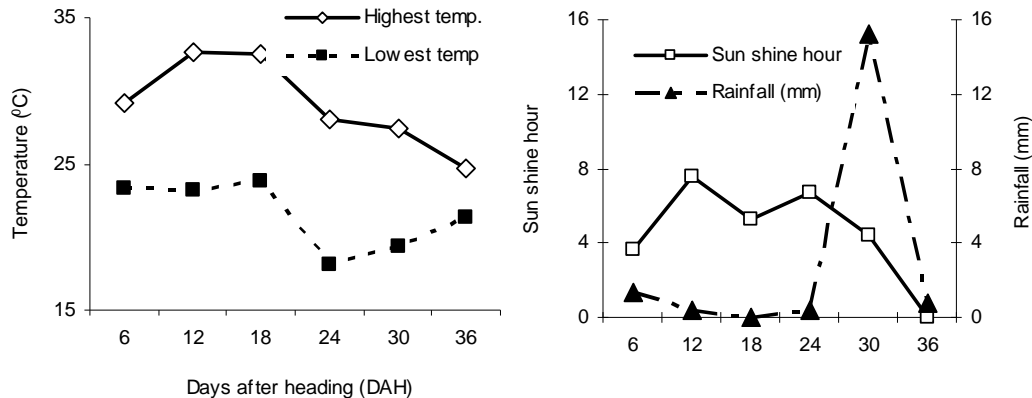 35
25
15
Temperature (⁰C)
Highest temp.
Low est temp
6 12 18 24 30 36
Days after heading (DAH)
16
12
8
4
0
Sun shine hour
Sun shine hour
Rainfall (mm)
16
12
8
4
0
Rainfall (mm)
6 12 18 24 30 36